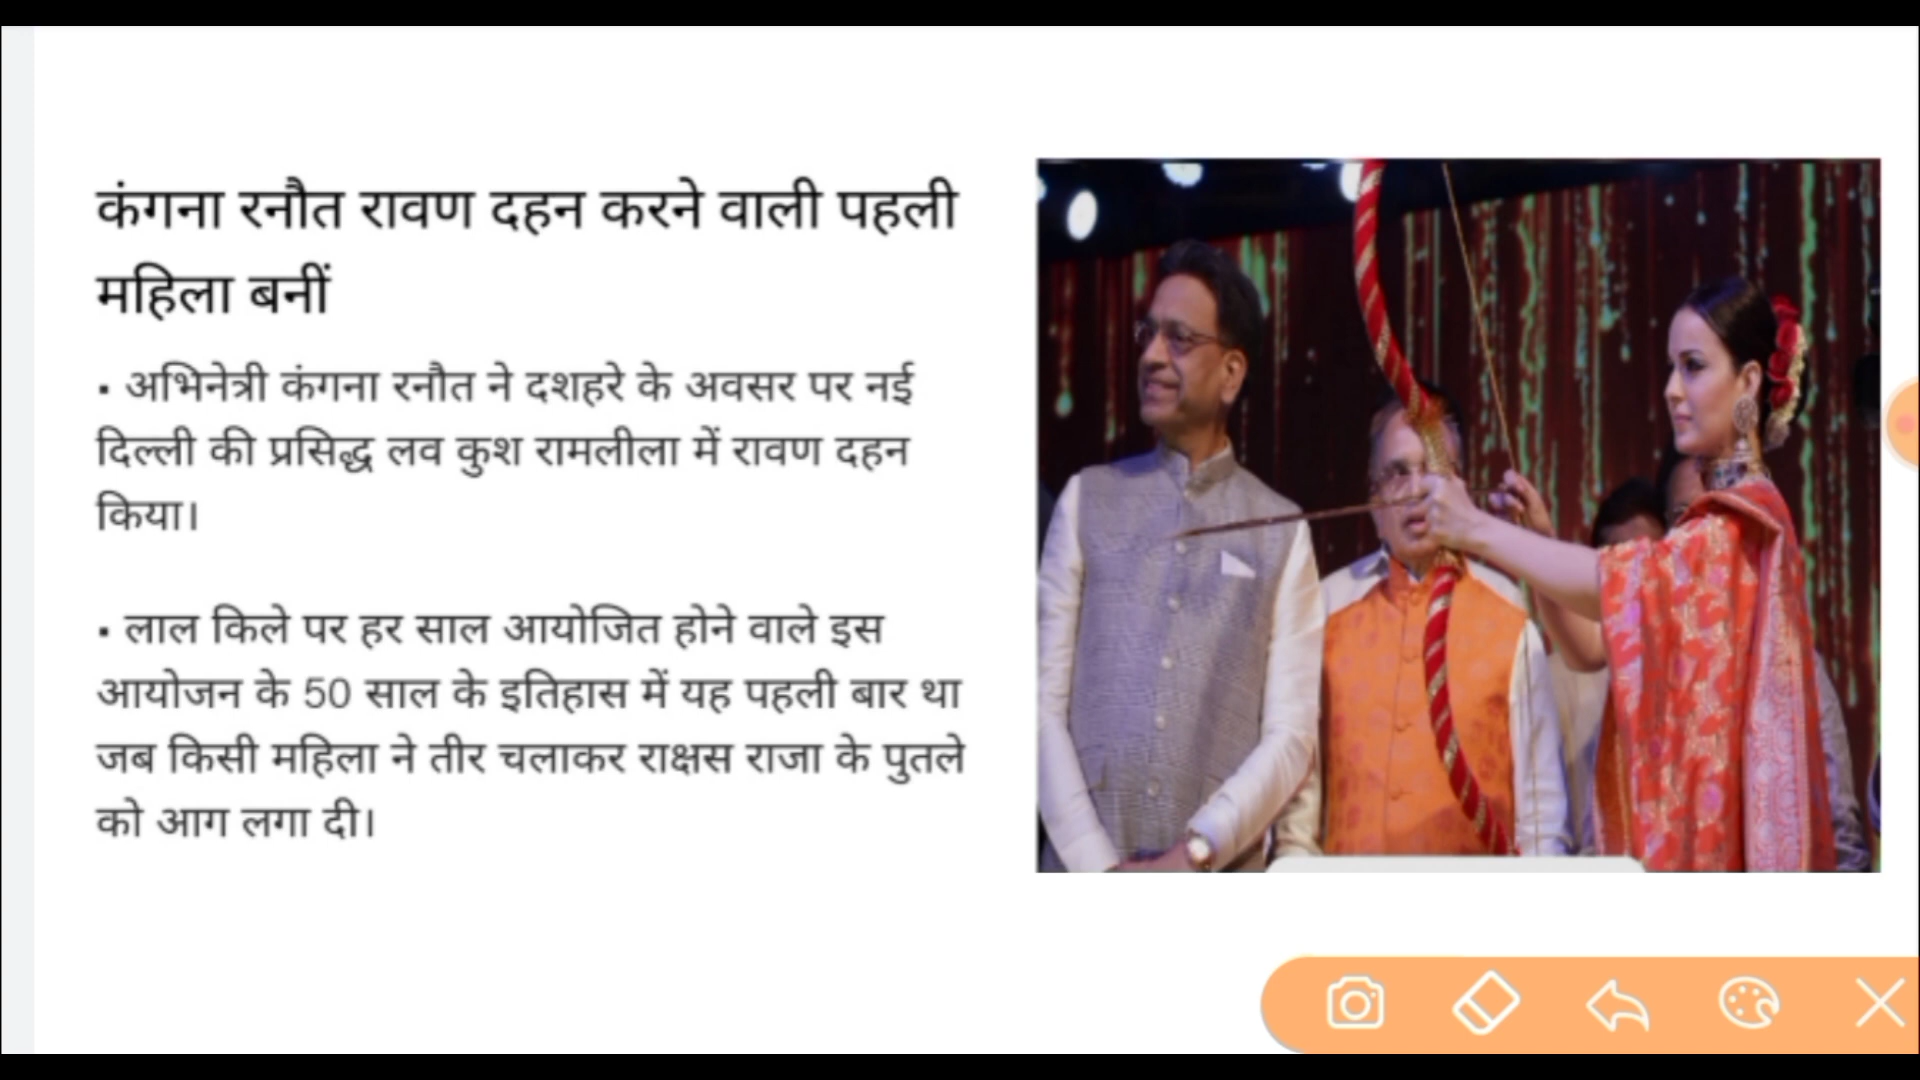 कंगना रनौत रावण दहन करने वाली पहली
महिला बनीं
· अभिनेत्री कंगना रनौत ने दशहरे के अवसर पर नई
दिल्ली की प्रसिद्ध लव कुश रामलीला में रावण दहन
किया।
· लाल किले पर हर साल आयोजित होने वाले इस
आयोजन के 50 साल के इतिहास में यह पहली बार था
जब किसी महिला ने तीर चलाकर राक्षस राजा के पुतले
को आग लगा दी।